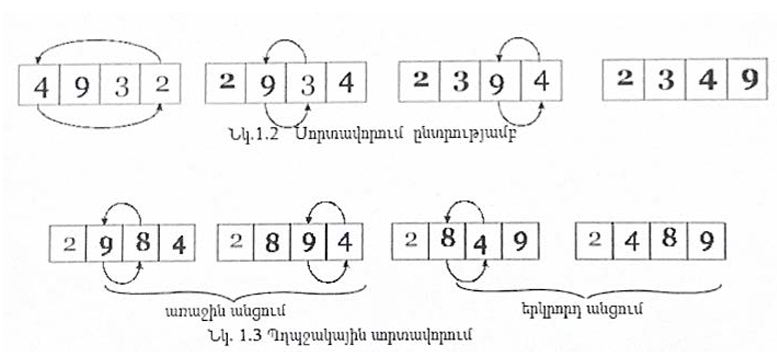 4 9 3 2 2 9 3 4 2 3 9 4 2 3 4 9
Նկ.1.2 Սորտավորում ընտրությամբ
2 9 8 4 2 8 9 4 2 8 4 9 2 4 8 9
առաջին անցում երկրորդ անցում
Նկ. 1.3 Պղպջակային սորտավորում